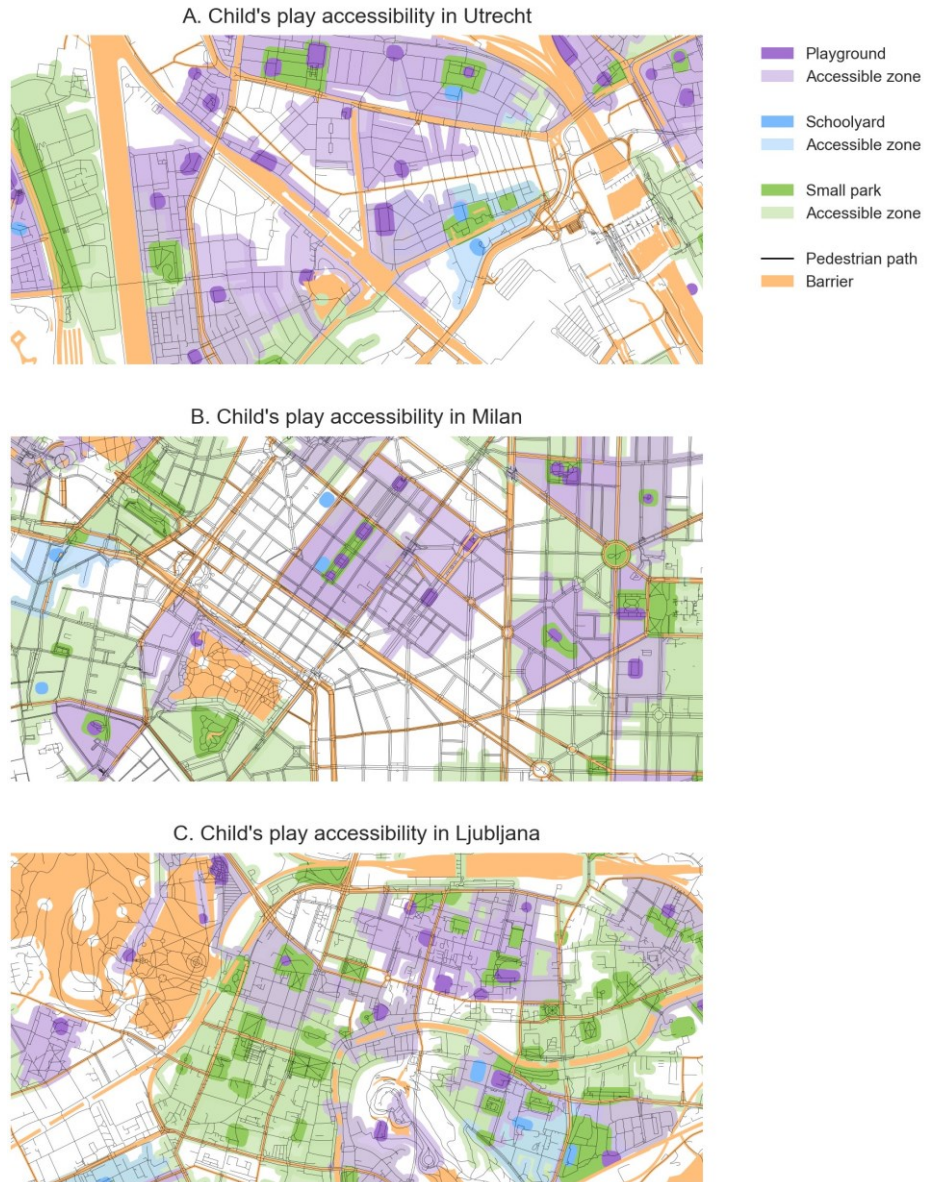 A. Child's play accessibility in Utrecht
Playground
Accessible zone
Schoolyard
Accessible zone
Small park
Accessible zone
Pedestrian path
Barrier
B. Child's play accessibility in Milan
C. Child's play accessibility in Ljubljana